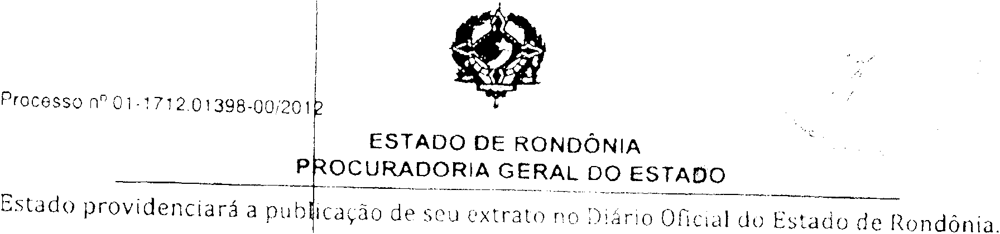 Processo nº 01-1712.01398-00/2012
ESTADO DE RONDÔNIA
PROCURADORIA GERAL DO ESTADO
Estado providenciará a publicação de seu extrato no Diário Oficial do Estado de Rondônia.